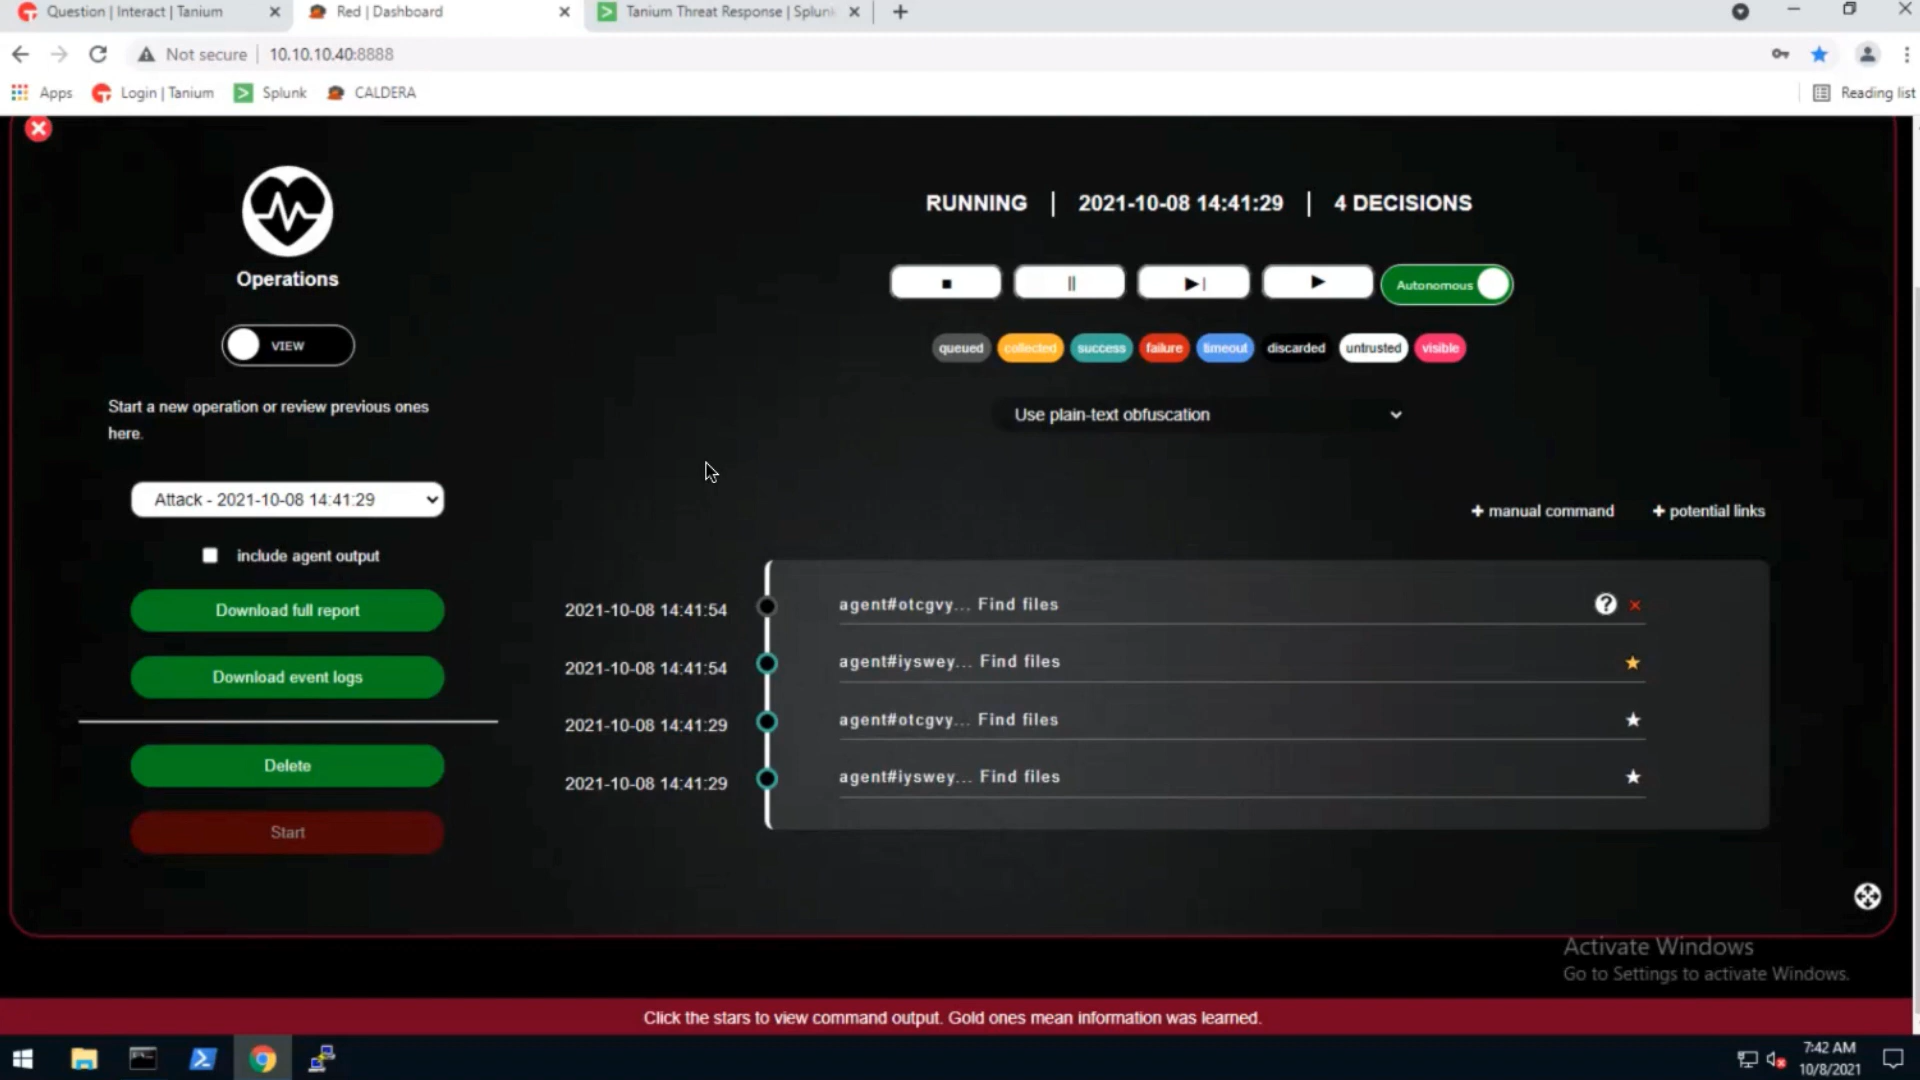 Question | Interact | Tanium
Red | Dashboard
Tanium Threat Response | Splun
Not secure
10.10.10.40:8888
Apps
Login | Tanium
Splunk
CALDERA
Reading list
Operations
VIEW
Start a new operation or review previous ones
here.
Attack - 2021-10-08 14:41:29
include agent output
Download full report
Download event logs
Delete
Start
RUNNING | 2021-10-08 14:41:29 | 4 DECISIONS
Autonomous
queued collected success failure timeout discarded untrusted visible
Use plain-text obfuscation
+ manual command + potential links
2021-10-08 14:41:54 agent#otcgvy... Find files
2021-10-08 14:41:54 agent#iyswey... Find files
2021-10-08 14:41:29 agent#otcgvy... Find files
2021-10-08 14:41:29 agent#iyswey... Find files
Activate Windows
Go to Settings to activate Windows.
Click the stars to view command output. Gold ones mean information was learned.
7:42 AM
10/8/2021